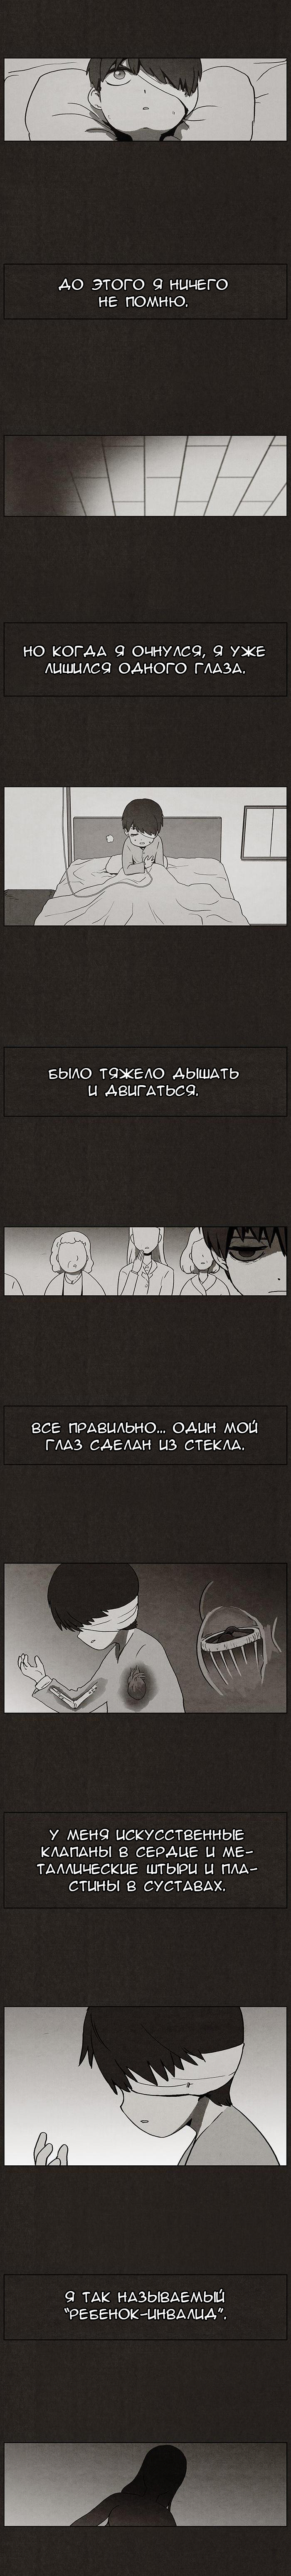 ДО ЭТОГО Я НИЧЕГО
НЕ ПОМНЮ.
НО КОГДА Я ОЧНУЛСЯ, Я УЖЕ
ЛИШИЛСЯ ОДНОГО ГЛАЗА.
БЫЛО ТЯЖЕЛО ДЫШАТЬ
И ДВИГАТЬСЯ.
ВСЕ ПРАВИЛЬНО... ОДИН МОЙ
ГЛАЗ СДЕЛАН ИЗ СТЕКЛА.
У МЕНЯ ИСКУССТВЕННЫЕ
КЛАПАНЫ В СЕРДЦЕ И МЕ-
ТАЛЛИЧЕСКИЕ ШТЫРИ И ПЛА-
СТИНЫ В СУСТАВАХ.
Я ТАК НАЗЫВАЕМЫЙ
"РЕБЕНОК-ИНВАЛИД".